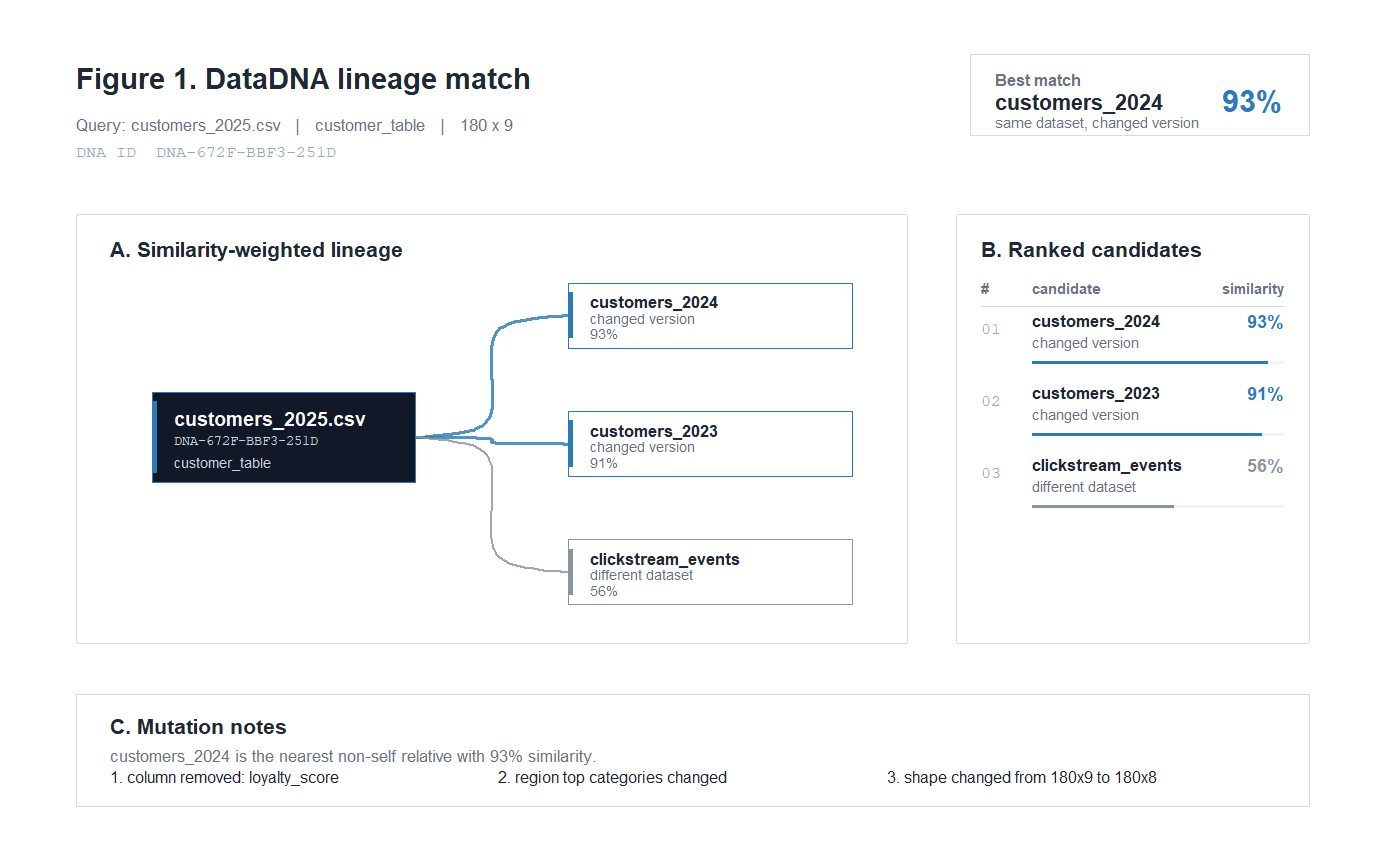 Figure 1. DataDNA lineage match
Query: customers_2025.csv | customer_table | 180 x 9
DNA ID DNA-672F-BBF3-251D
Best match
customers_2024
93%
same dataset, changed version
A. Similarity-weighted lineage
customers_2025.csv
DNA-672F-BBF3-251D
customer_table
customers_2024
changed version
93%
customers_2023
changed version
91%
clickstream_events
different dataset
56%
B. Ranked candidates
# candidate similarity
01 customers_2024 93%
changed version
02 customers_2023 91%
changed version
03 clickstream_events 56%
different dataset
C. Mutation notes
customers_2024 is the nearest non-self relative with 93% similarity.
1. column removed: loyalty_score 2. region top categories changed 3. shape changed from 180x9 to 180x8